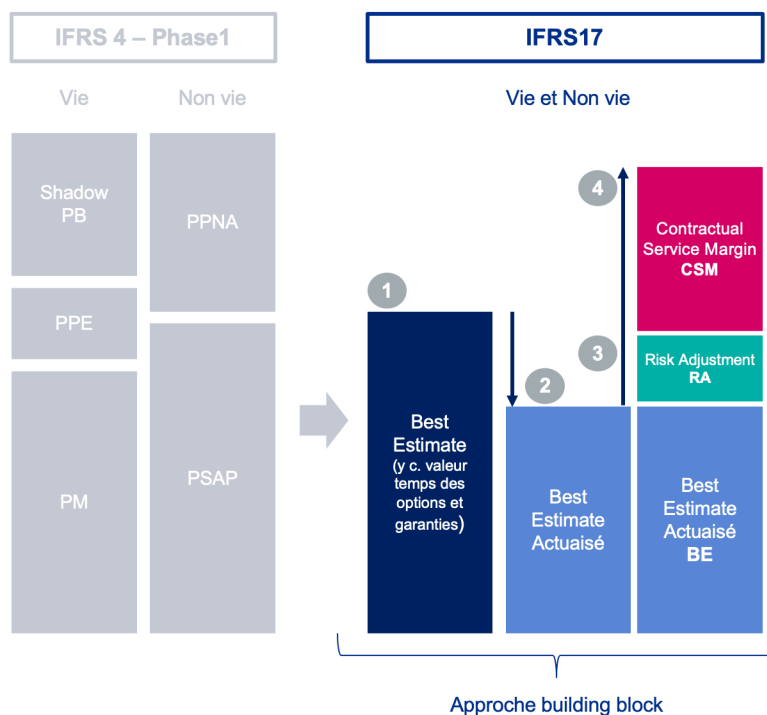 IFRS 4 – Phase1
IFRS17
Vie
Non vie
Vie et Non vie
Shadow
PB
PPE
PM
PPNA
PSAP
1
Best
Estimate
(y c. valeur
temps des
options et
garanties)
2
Best
Estimate
Actuaisé
4
3
Contractual
Service Margin
CSM
Risk Adjustment
RA
Best
Estimate
Actuaisé
BE
Approche building block